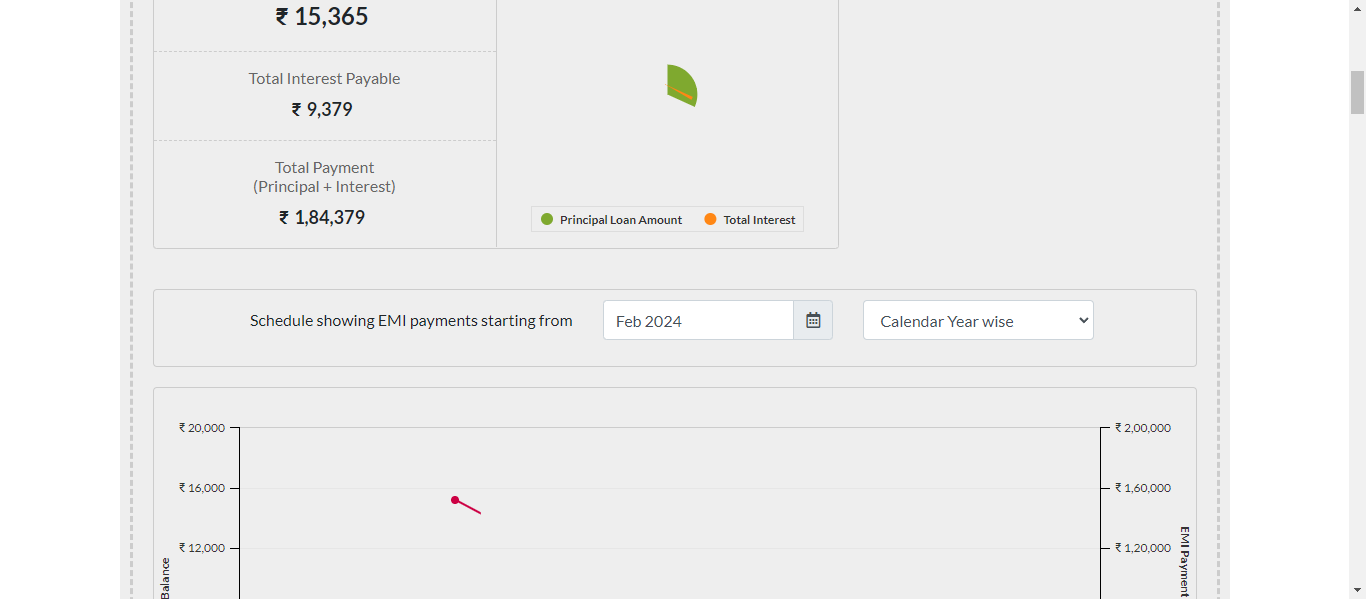 ₹ 15,365
Total Interest Payable
₹ 9,379
Total Payment
(Principal + Interest)
₹ 1,84,379
Principal Loan Amount
Total Interest
Schedule showing EMI payments starting from
Feb 2024
Calendar Year wise
₹ 20,000
₹ 16,000
₹ 12,000
Balance
₹ 2,00,000
₹ 1,60,000
₹ 1,20,000
EMI Payment